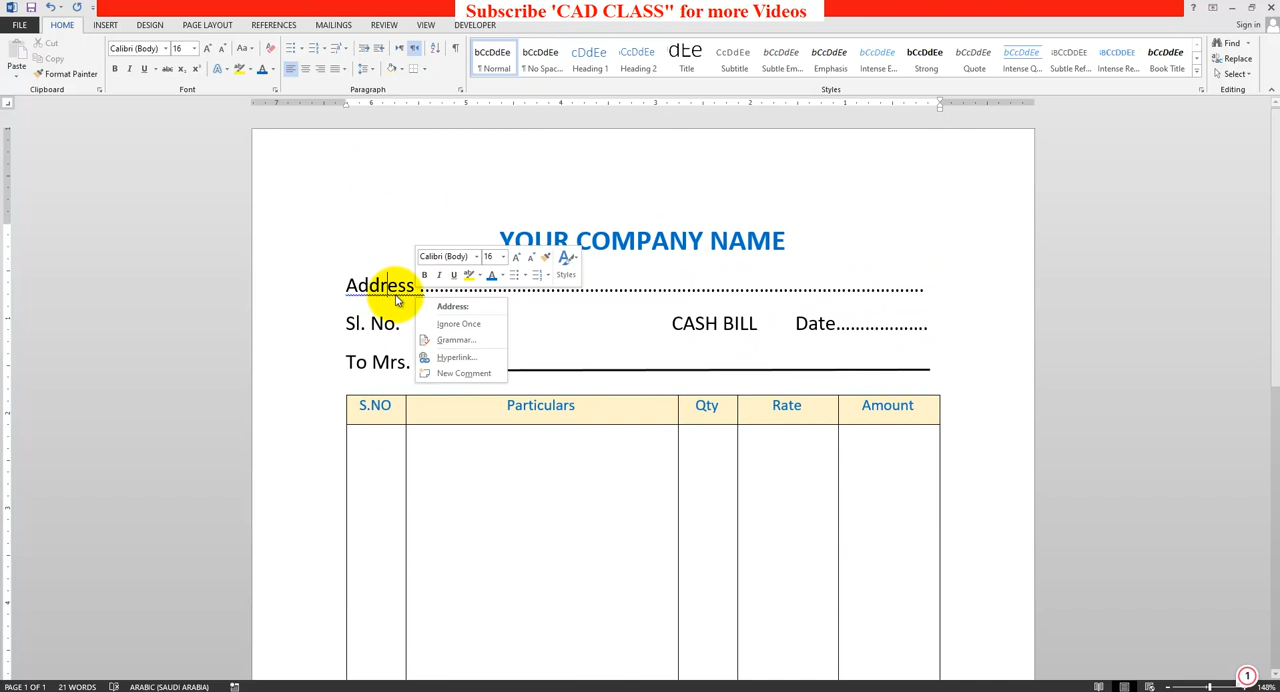 Subscribe 'CAD CLASS" for more Videos
Sign in
FILE HOME INSERT DESIGN PAGE LAYOUT REFERENCES MAILINGS REVIEW VIEW DEVELOPER
Paste
Cut
Copy
Format Painter
Clipboard
Calibri (Body) 16
Font
Paragraph
¶ Normal
¶ No Spac...
Heading 1
Heading 2
Title
Subtitle
Subtle Em...
Emphasis
Intense E...
Strong
Quote
Intense Q...
Subtle Ref...
Intense Re...
Book Title
Styles
Find
Replace
Select
Editing
YOUR COMPANY NAME
Calibri (Body) 16
Styles
Address
Address:
Ignore Once
Grammar...
Hyperlink...
New Comment
Sl. No. CASH BILL Date...................
To Mrs.
S.NO Particulars Qty Rate Amount
PAGE 1 OF 1 21 WORDS ARABIC (SAUDI ARABIA)
148%
1